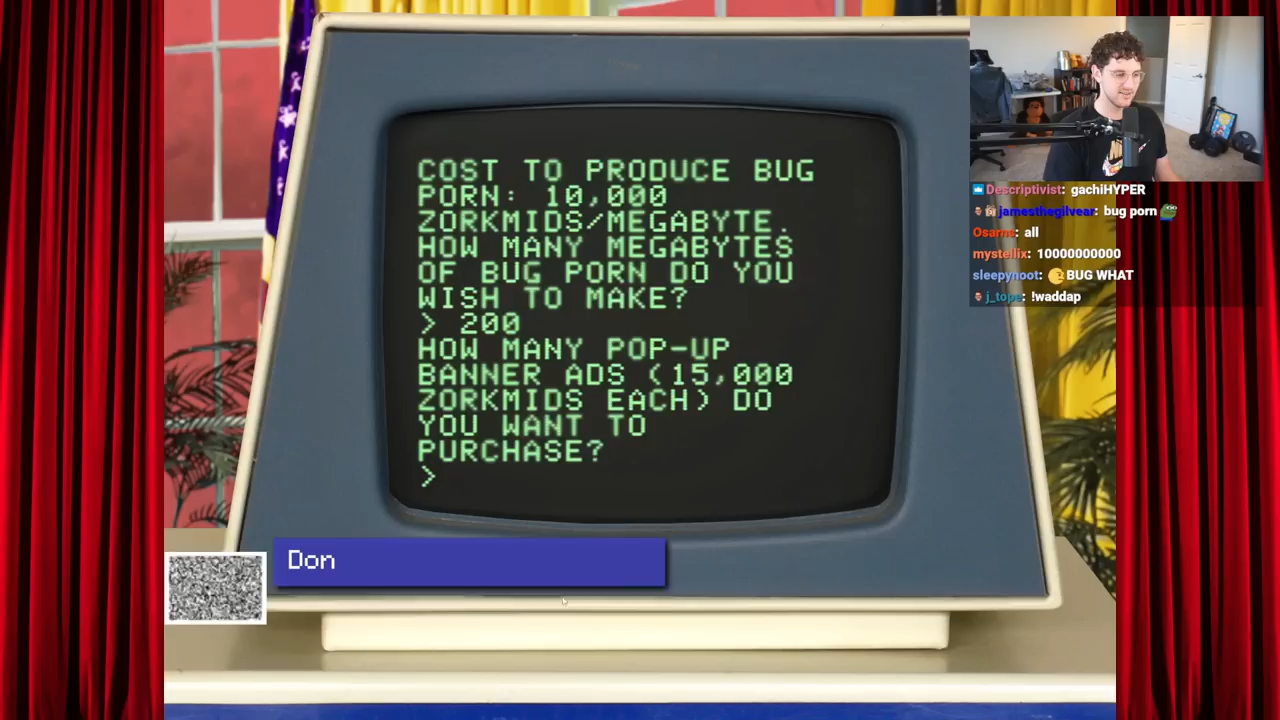 COST TO PRODUCE BUG
PORN: 10,000
ZORKMIDS/MEGABYTE.
HOW MANY MEGABYTES
OF BUG PORN DO YOU
WISH TO MAKE?
> 200
HOW MANY POP-UP
BANNER ADS (15,000
ZORKMIDS EACH) DO
YOU WANT TO
PURCHASE?
>
Don
Descriptivist: gachiHYPER
jamesthegilvear: bug porn
Osarns: all
mystellix: 10000000000
sleepynoot: BUG WHAT
j_tope: !waddap